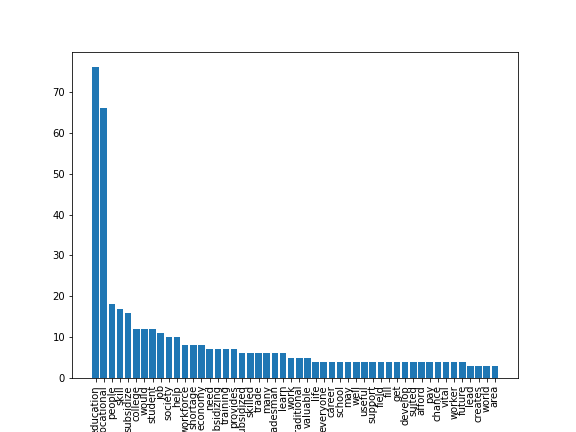 70
60
50
40
30
20
10
0
education
ocational
people
skill
subsidize
college
would
student
job
society
help
workforce
shortage
economy
need
bsidizing
training
provides
ubsidized
skilled
trade
many
adesman
learn
work
aditional
valuable
life
everyone
career
school
may
well
useful
support
field
fill
get
develop
suited
afford
pay
chance
vital
worker
future
lead
creates
world
area